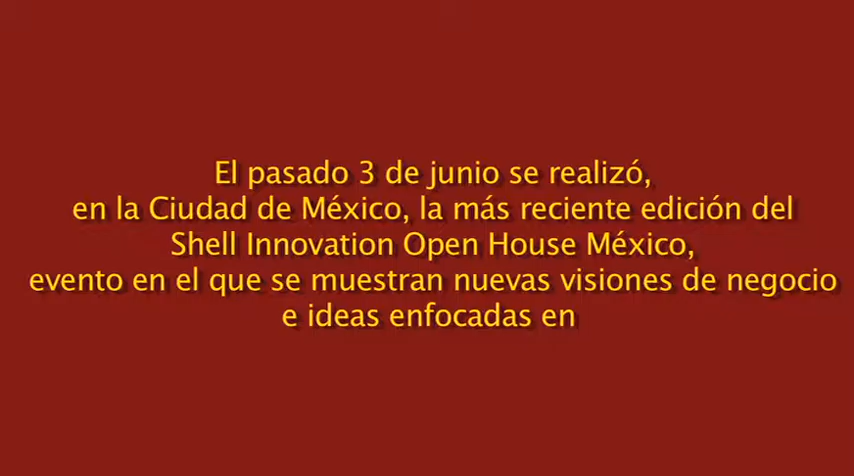 El pasado 3 de junio se realizó,
en la Ciudad de México, la más reciente edición del
Shell Innovation Open House México,
evento en el que se muestran nuevas visiones de negocio
e ideas enfocadas en